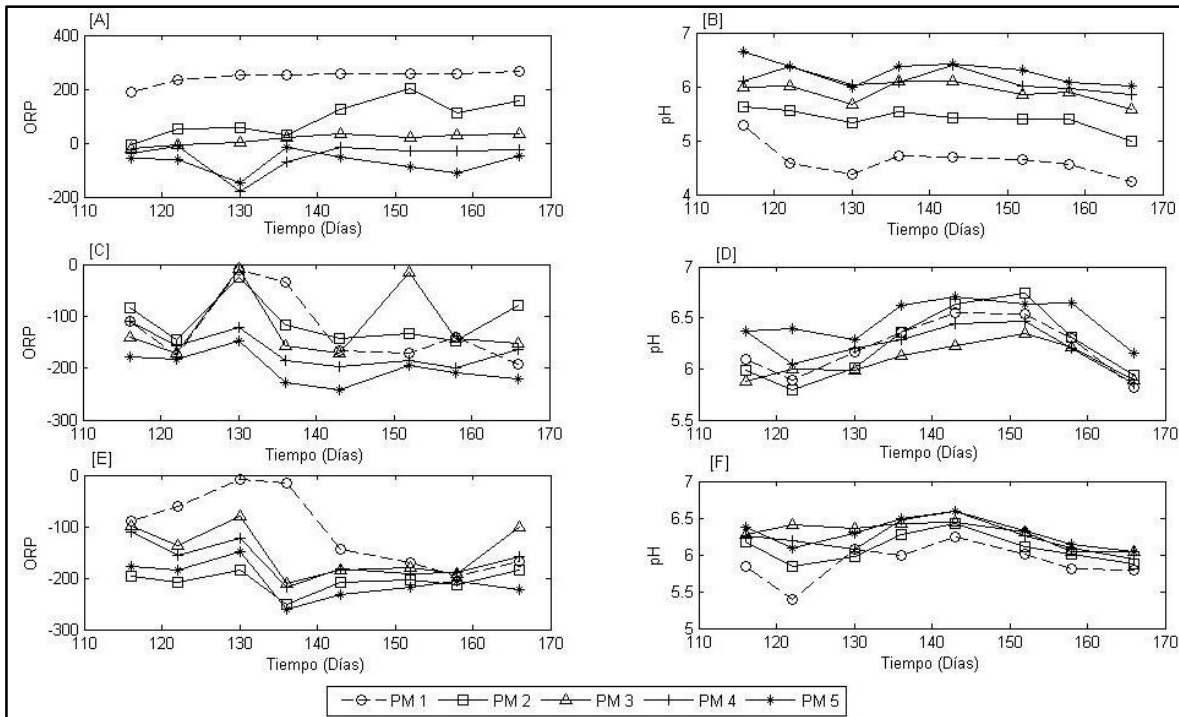 [A]
400
200
0
-200
ORP
110 120 130 140 150 160 170
Tiempo (Días)
[B]
7
6
5
4
pH
110 120 130 140 150 160 170
Tiempo (Días)
[C]
0
-100
-200
-300
ORP
110 120 130 140 150 160 170
Tiempo (Días)
[D]
7
6.5
6
5.5
pH
110 120 130 140 150 160 170
Tiempo (Días)
[E]
0
-100
-200
-300
ORP
110 120 130 140 150 160 170
Tiempo (Días)
[F]
7
6.5
6
5.5
5
pH
110 120 130 140 150 160 170
Tiempo (Días)
PM 1 PM 2 PM 3 PM 4 PM 5